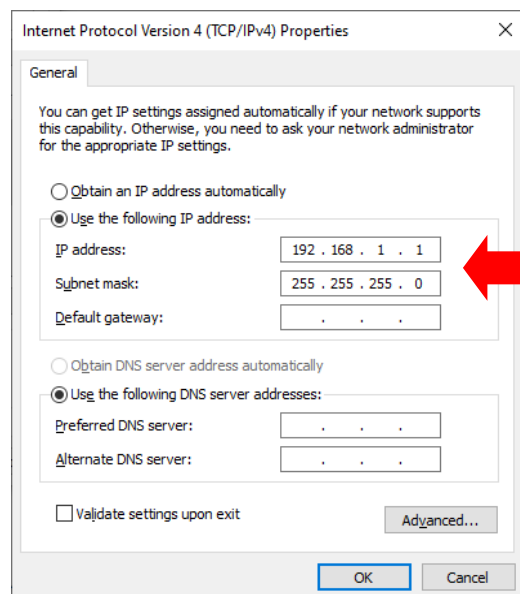 Internet Protocol Version 4 (TCP/IPv4) Properties
General
You can get IP settings assigned automatically if your network supports
this capability. Otherwise, you need to ask your network administrator
for the appropriate IP settings.
Obtain an IP address automatically
Use the following IP address:
IP address: 192 . 168 . 1 . 1
Subnet mask: 255 . 255 . 255 . 0
Default gateway: . . .
Obtain DNS server address automatically
Use the following DNS server addresses:
Preferred DNS server: . . .
Alternate DNS server: . . .
Validate settings upon exit
Advanced...
OK Cancel